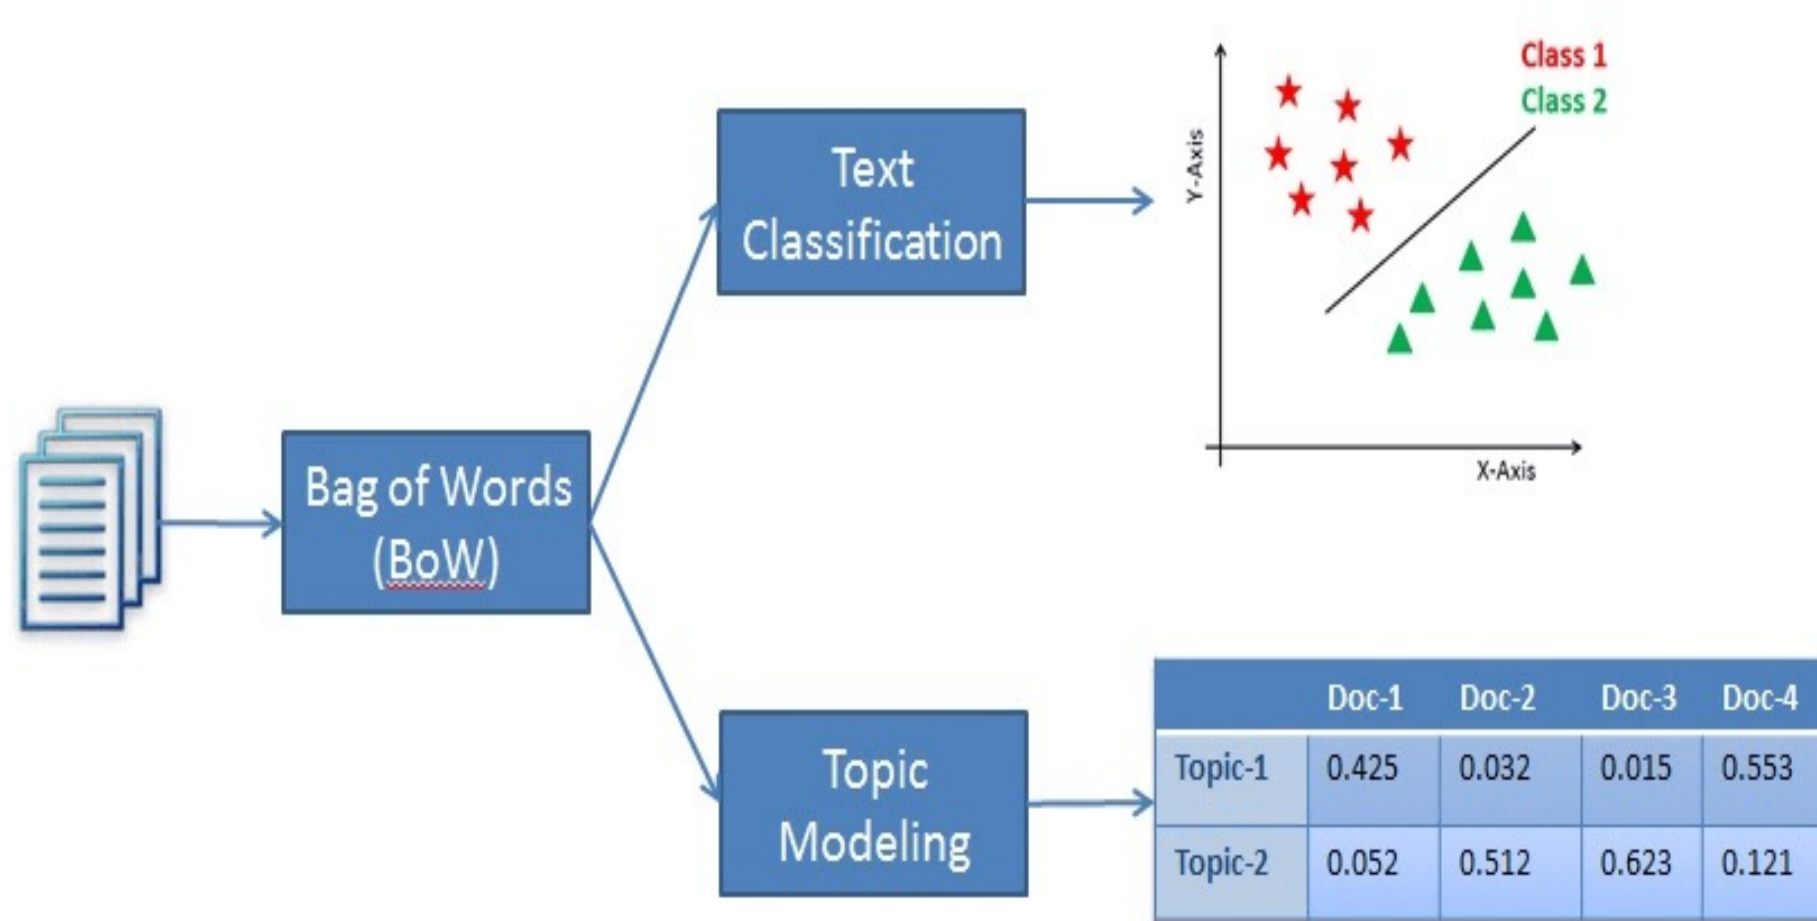 Class 1
Class 2
Y-Axis
X-Axis
Text
Classification
Bag of Words
(BoW)
Topic
Modeling
Doc-1 Doc-2 Doc-3 Doc-4
Topic-1 0.425 0.032 0.015 0.553
Topic-2 0.052 0.512 0.623 0.121